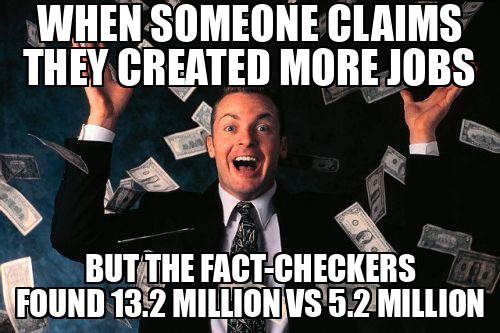 WHEN SOMEONE CLAIMS
THEY CREATED MORE JOBS
BUT THE FACT-CHECKERS
FOUND 13.2 MILLION VS 5.2 MILLION